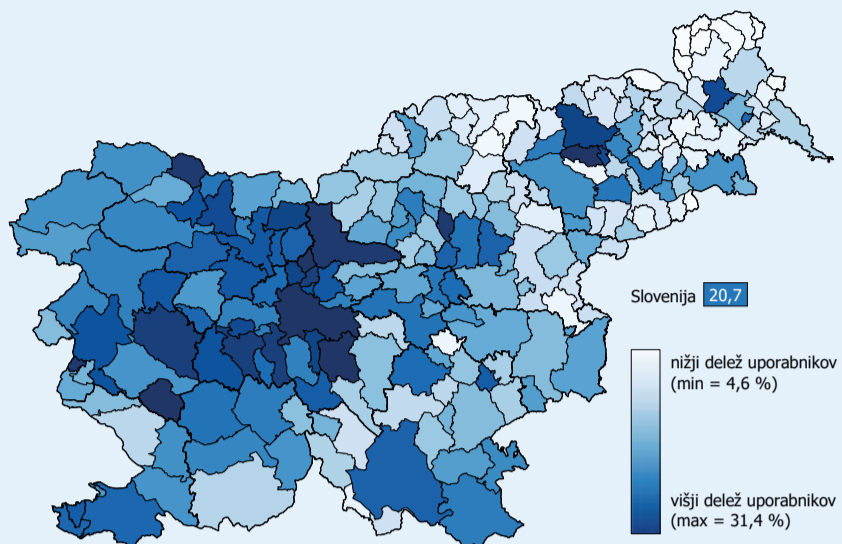 Slovenija 20,7
nižji delež uporabnikov
(min = 4,6 %)
višji delež uporabnikov
(max = 31,4 %)